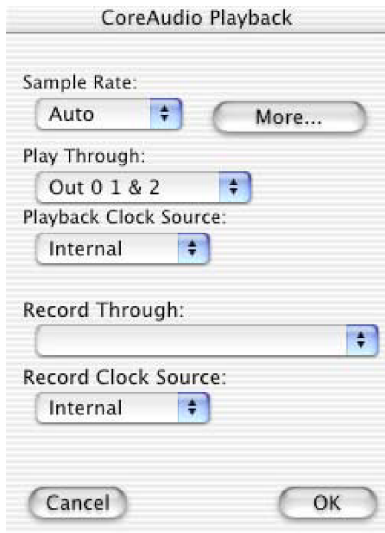 CoreAudio Playback
Sample Rate:
Auto
More...
Play Through:
Out 0 1 & 2
Playback Clock Source:
Internal
Record Through:
Record Clock Source:
Internal
Cancel
OK